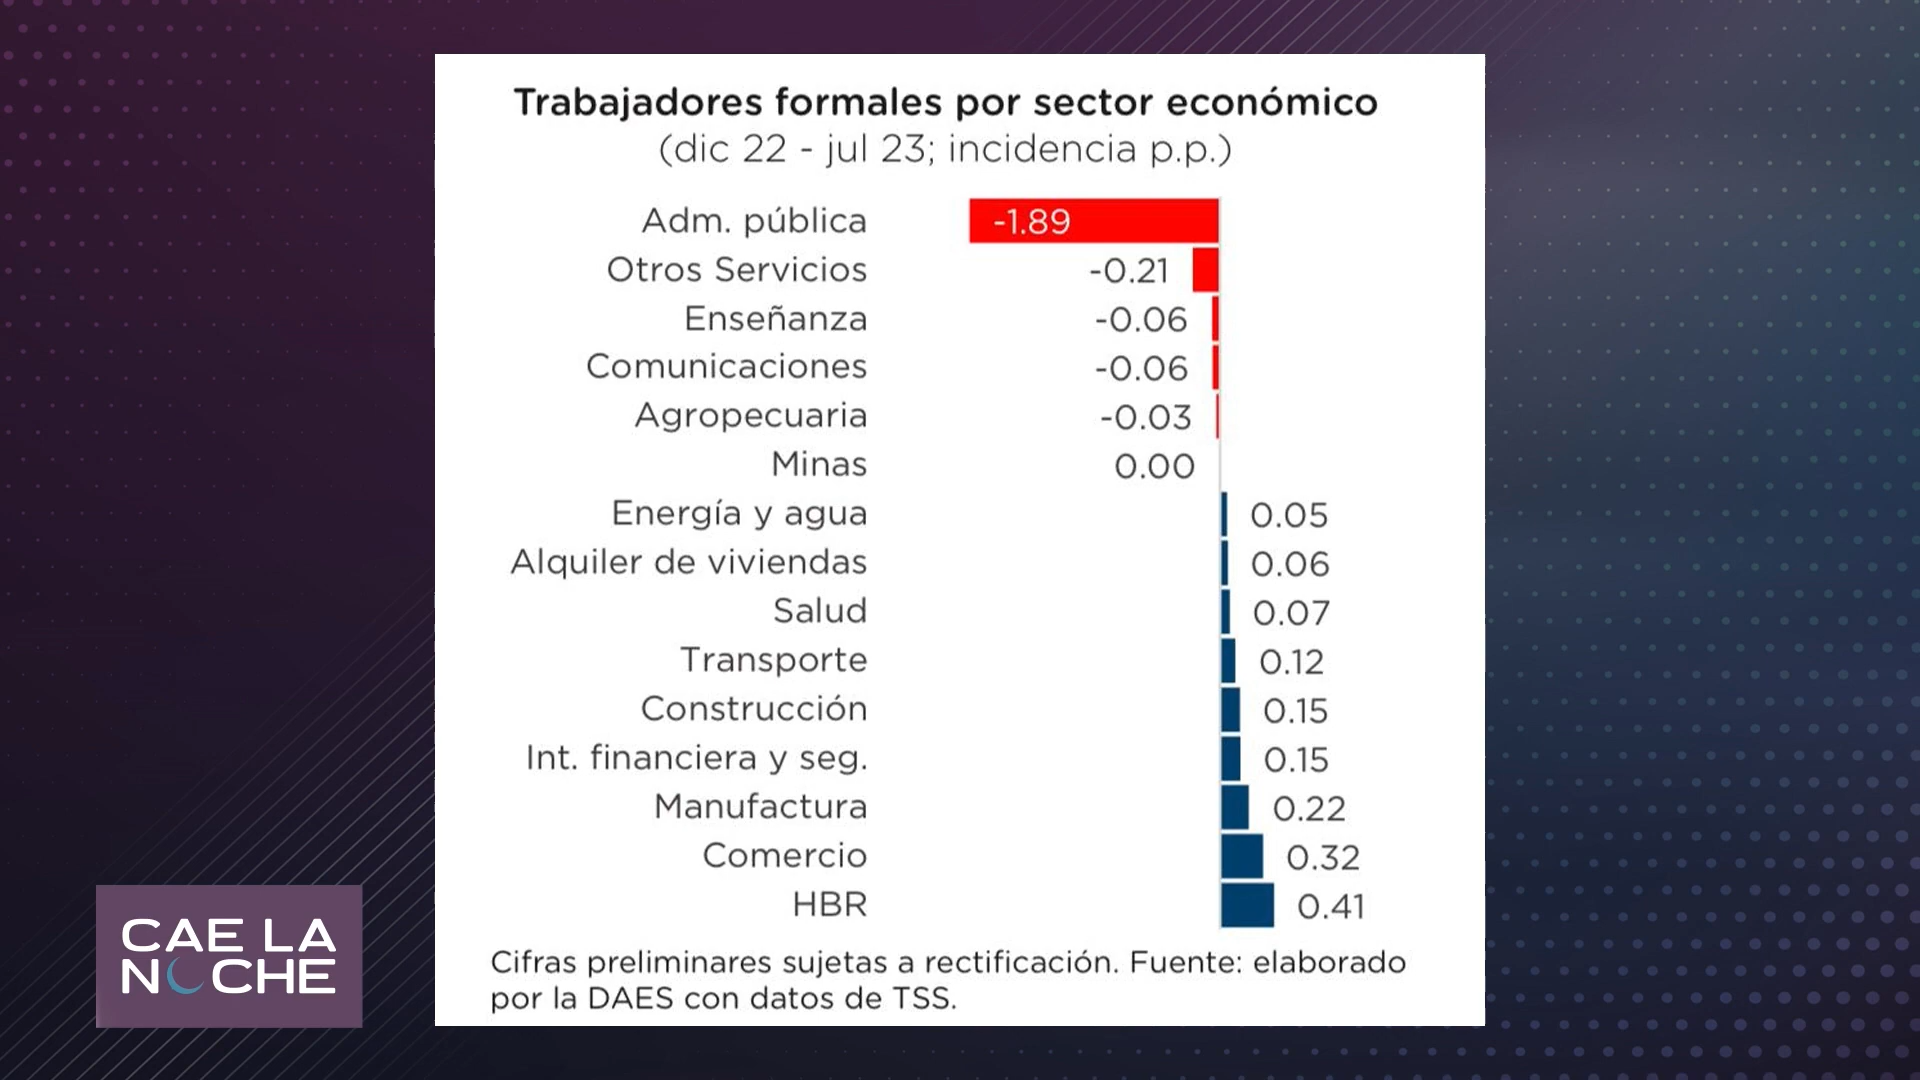 Trabajadores formales por sector económico
(dic 22 - jul 23; incidencia p.p.)
Adm. pública -1.89
Otros Servicios -0.21
Enseñanza -0.06
Comunicaciones -0.06
Agropecuaria -0.03
Minas 0.00
Energía y agua 0.05
Alquiler de viviendas 0.06
Salud 0.07
Transporte 0.12
Construcción 0.15
Int. financiera y seg. 0.15
Manufactura 0.22
Comercio 0.32
HBR 0.41
Cifras preliminares sujetas a rectificación. Fuente: elaborado
por la DAES con datos de TSS.
CAE LA
NOCHE